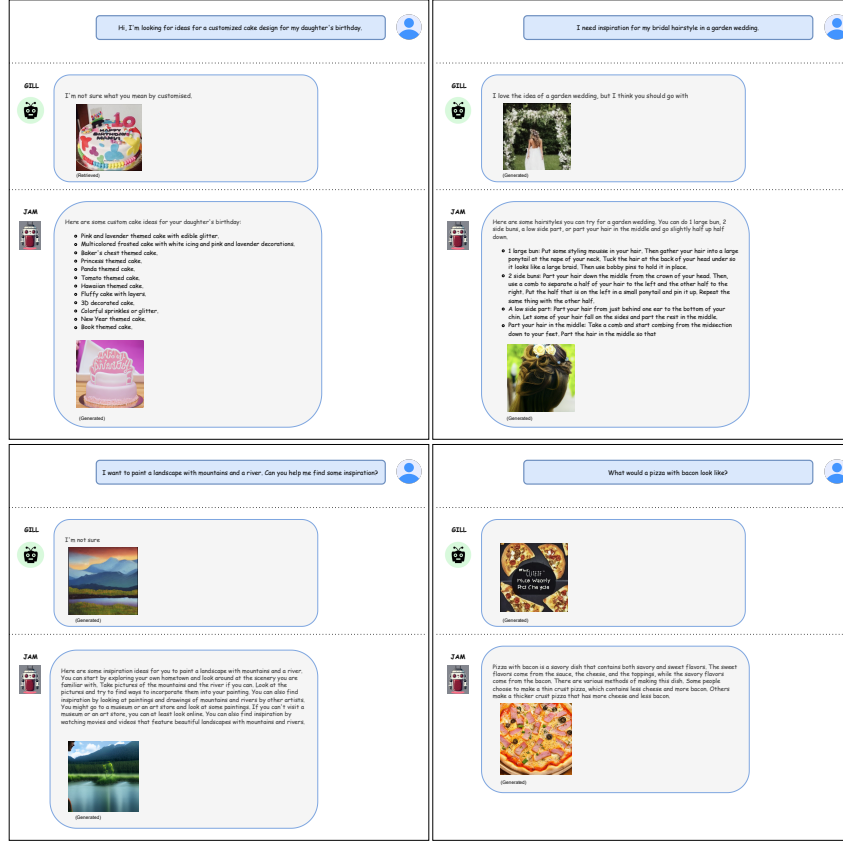 Hi, I'm looking for ideas for a customized cake design for my daughter's birthday.
GILL
I'm not sure what you mean by customised.
10
HAPPY
BIRTHDAY
(Retrieved)
JAM
Here are some custom cake ideas for your daughter's birthday:
Pink and lavender themed cake with edible glitter.
Multicolored frosted cake with white icing and pink and lavender decorations.
Baker's chest themed cake.
Princess themed cake.
Panda themed cake.
Tomato themed cake.
Hawaiian themed cake.
Fluffy cake with layers.
3D decorated cake.
Colorful sprinkles or glitter.
New Year themed cake.
Book themed cake.
(Generated)
I need inspiration for my bridal hairstyle in a garden wedding.
GILL
I love the idea of a garden wedding, but I think you should go with
(Generated)
JAM
Here are some hairstyles you can try for a garden wedding. You can do 1 large bun, 2
side buns, a low side part, or part your hair in the middle and go slightly half up half
down.
1 large bun: Put some styling mousse in your hair. Then gather your hair into a large
ponytail at the nape of your neck. Tuck the hair at the back of your head under so
it looks like a large braid. Then use bobby pins to hold it in place.
2 side buns: Part your hair down the middle from the crown of your head. Then,
use a comb to separate a half of your hair to the left and the other half to the
right. Put the half that is on the left in a small ponytail and pin it up. Repeat the
same thing with the other half.
A low side part: Part your hair from just behind one ear to the bottom of your
chin. Let some of your hair fall on the sides and part the rest in the middle.
Part your hair in the middle: Take a comb and start combing from the midsection
down to your feet. Part the hair in the middle so that
(Generated)
I want to paint a landscape with mountains and a river. Can you help me find some inspiration?
GILL
I'm not sure
(Generated)
JAM
Here are some inspiration ideas for you to paint a landscape with mountains and a river.
You can start by exploring your own hometown and look around at the scenery you are
familiar with. Take pictures of the mountains and the river if you can. Look at the
pictures and try to find ways to incorporate them into your painting. You can also find
inspiration by looking at paintings and drawings of mountains and rivers by other artists.
You might go to a museum or an art store and look at some paintings. If you can't visit a
museum or an art store, you can at least look online. You can also find inspiration by
watching movies and videos that feature beautiful landscapes with mountains and rivers.
(Generated)
What would a pizza with bacon look like?
GILL
(Generated)
JAM
Pizza with bacon is a savory dish that contains both savory and sweet flavors. The sweet
flavors come from the sauce, the cheese, and the toppings, while the savory flavors
come from the bacon. There are various methods of making this dish. Some people
choose to make a thin crust pizza, which contains less cheese and more bacon. Others
make a thicker crust pizza that has more cheese and less bacon.
(Generated)